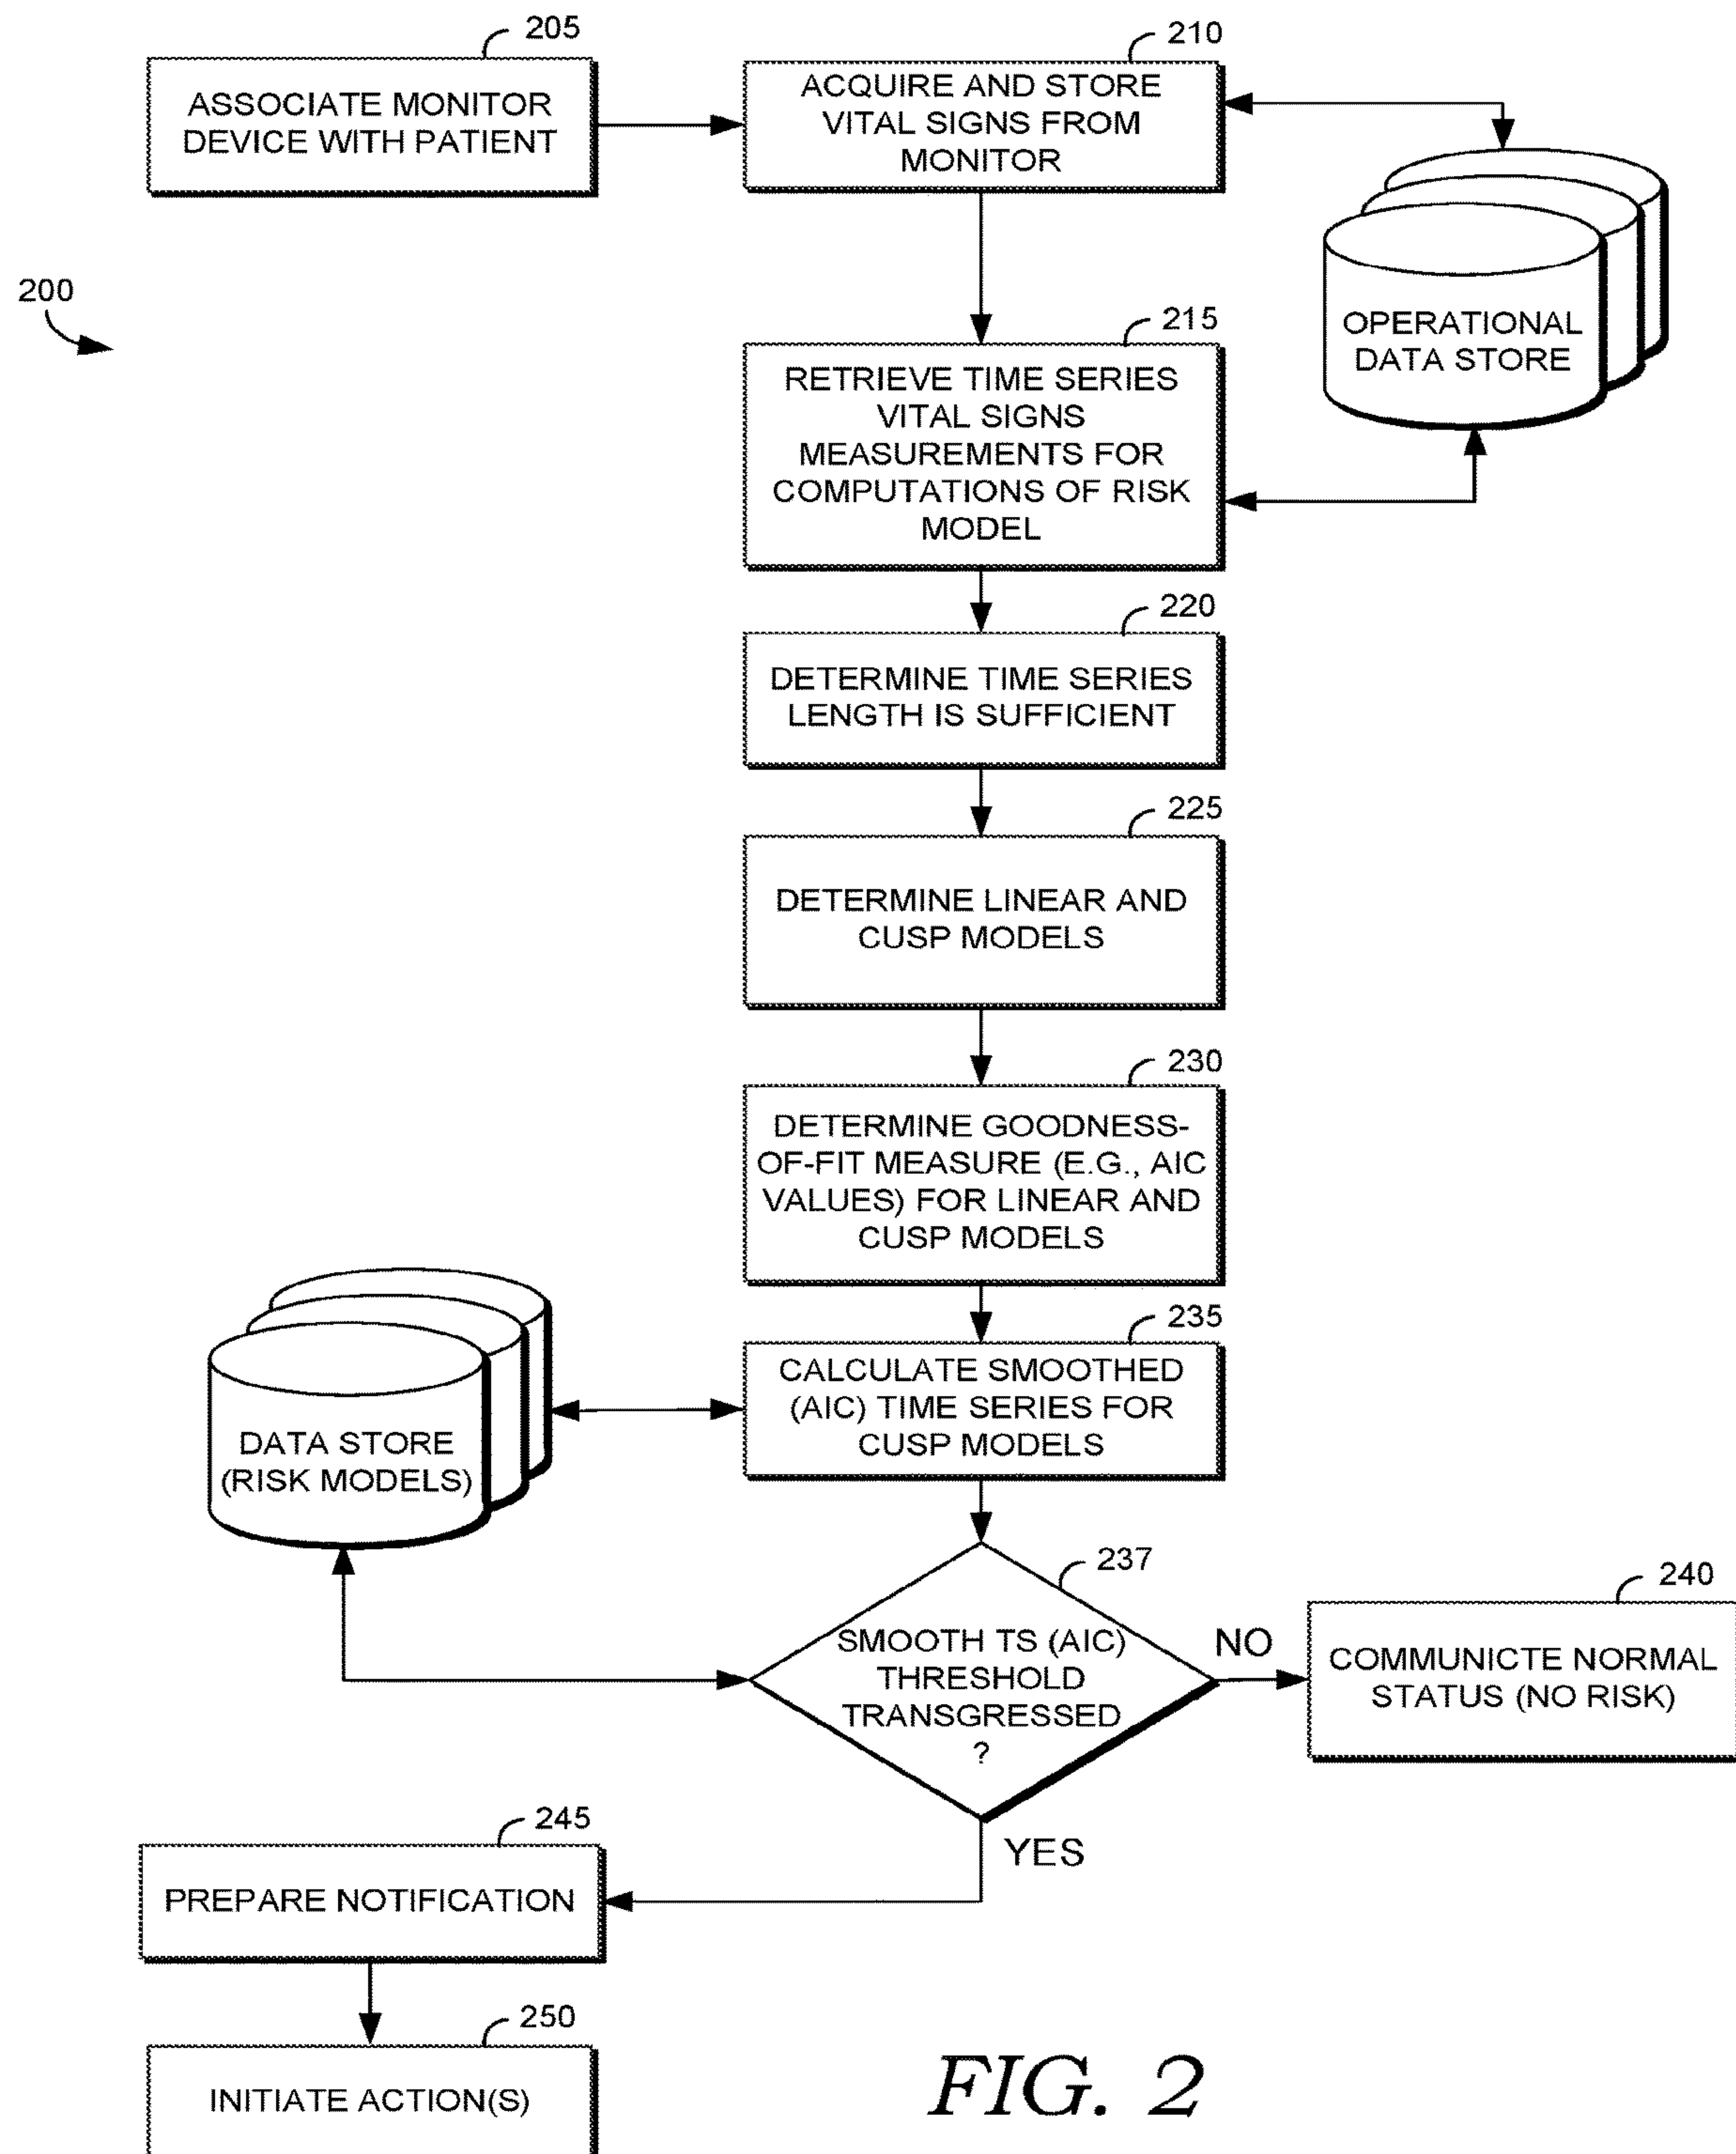 205
ASSOCIATE MONITOR
DEVICE WITH PATIENT
210
ACQUIRE AND STORE
VITAL SIGNS FROM
MONITOR
200
OPERATIONAL
DATA STORE
215
RETRIEVE TIME SERIES
VITAL SIGNS
MEASUREMENTS FOR
COMPUTATIONS OF RISK
MODEL
220
DETERMINE TIME SERIES
LENGTH IS SUFFICIENT
225
DETERMINE LINEAR AND
CUSP MODELS
230
DETERMINE GOODNESS-
OF-FIT MEASURE (E.G., AIC
VALUES) FOR LINEAR AND
CUSP MODELS
235
CALCULATE SMOOTHED
(AIC) TIME SERIES FOR
CUSP MODELS
DATA STORE
(RISK MODELS)
237
SMOOTH TS (AIC)
THRESHOLD
TRANSGRESSED
?
NO
240
COMMUNICTE NORMAL
STATUS (NO RISK)
YES
245
PREPARE NOTIFICATION
250
INITIATE ACTION(S)
FIG. 2